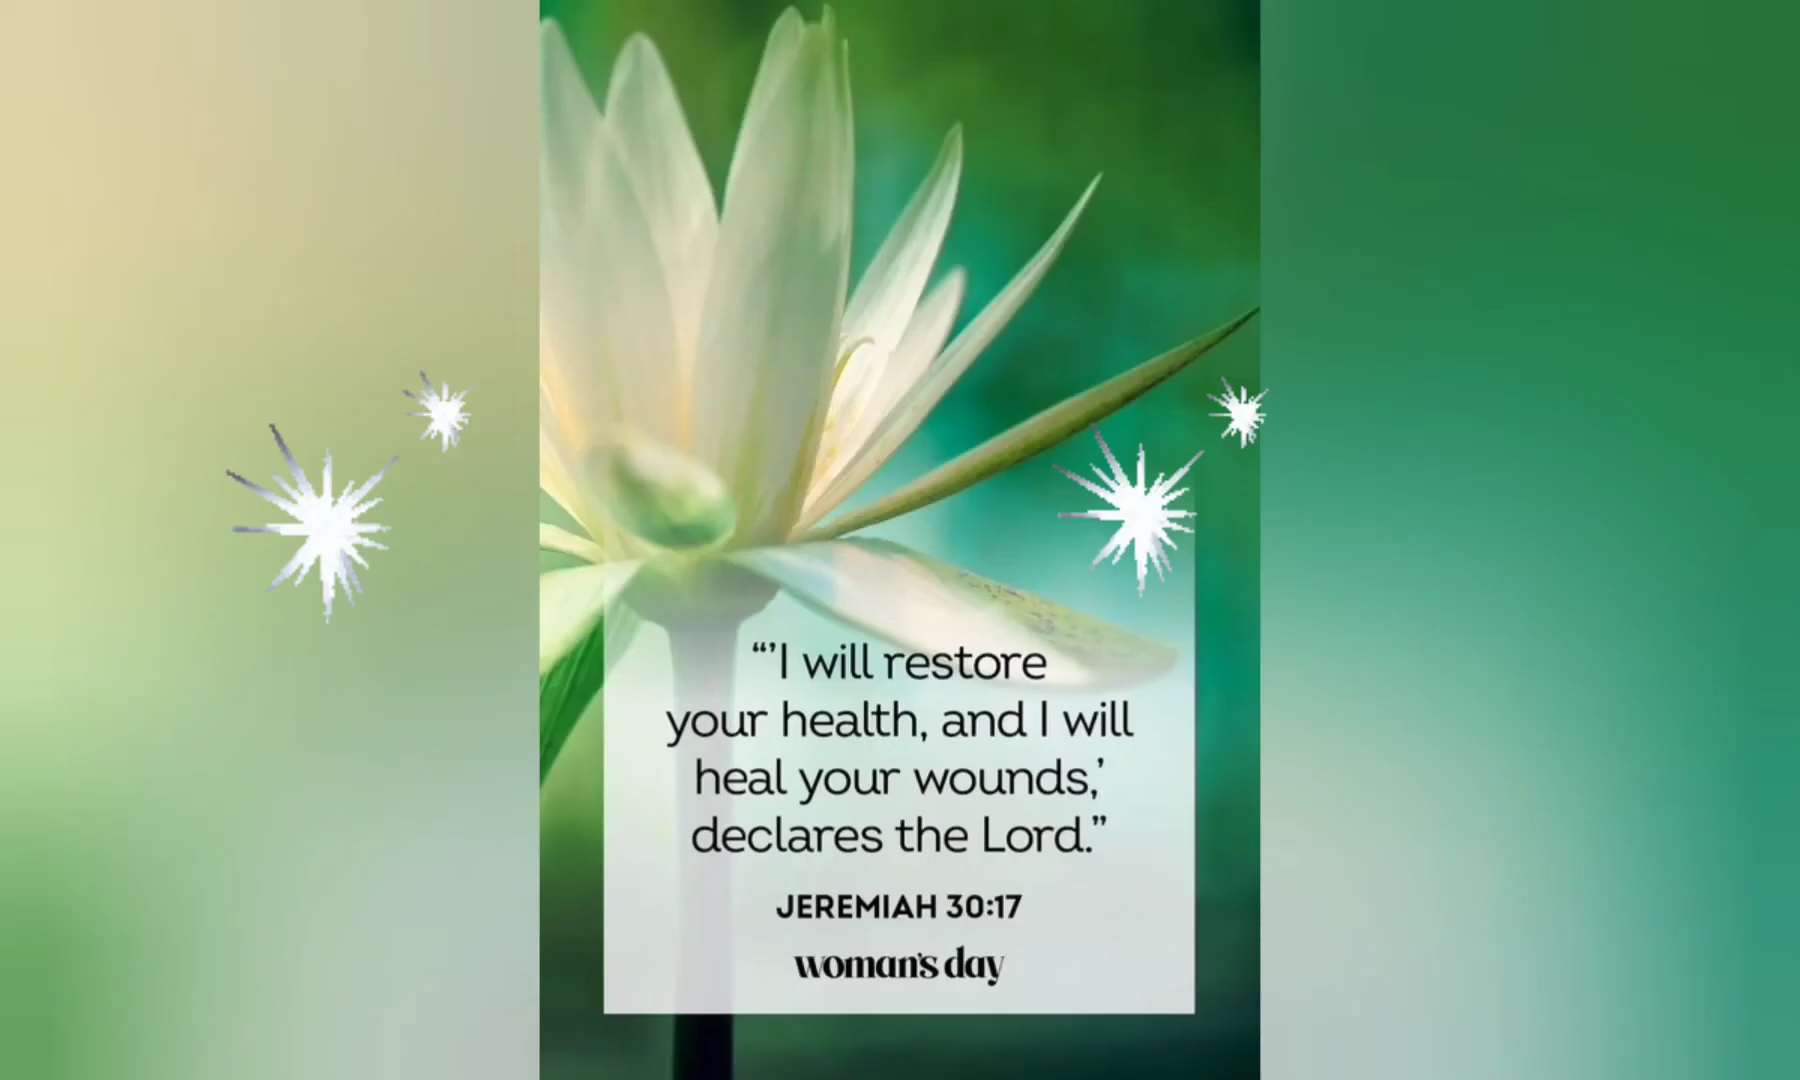 “’I will restore
your health, and I will
heal your wounds,’
declares the Lord.”
JEREMIAH 30:17
woman's day